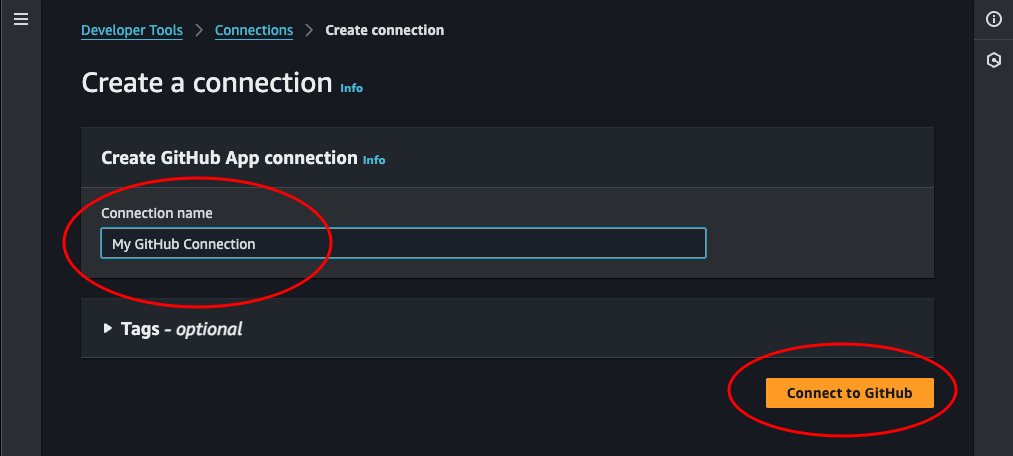 Developer Tools > Connections > Create connection
Create a connection Info
Create GitHub App connection Info
Connection name
My GitHub Connection
Tags - optional
Connect to GitHub